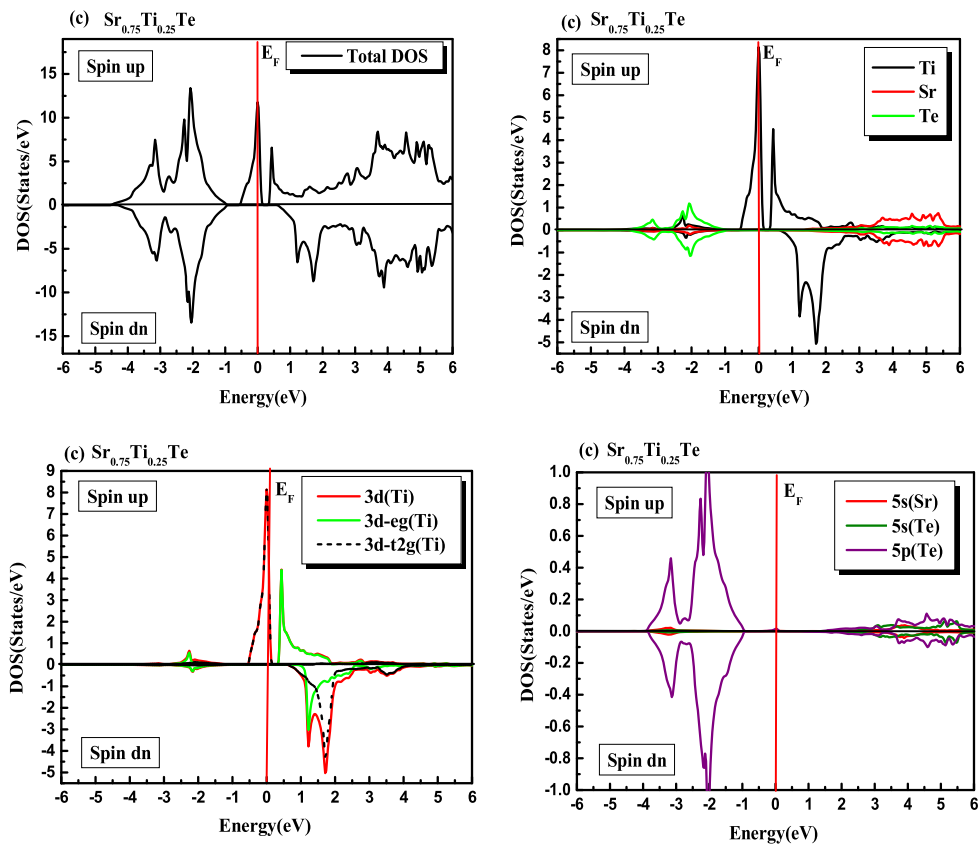 (c) Sr0.75Ti0.25Te
Spin up
EF
Total DOS
Spin dn
DOS(States/eV)
15
10
5
0
-5
-10
-15
-6 -5 -4 -3 -2 -1 0 1 2 3 4 5 6
Energy(eV)
(c) Sr0.75Ti0.25Te
Spin up
EF
Ti
Sr
Te
Spin dn
DOS(States/eV)
8
7
6
5
4
3
2
1
0
-1
-2
-3
-4
-5
-6 -5 -4 -3 -2 -1 0 1 2 3 4 5 6
Energy(eV)
(c) Sr0.75Ti0.25Te
Spin up
EF
3d(Ti)
3d-eg(Ti)
3d-t2g(Ti)
Spin dn
DOS(States/eV)
9
8
7
6
5
4
3
2
1
0
-1
-2
-3
-4
-5
-6 -5 -4 -3 -2 -1 0 1 2 3 4 5 6
Energy(eV)
(c) Sr0.75Ti0.25Te
Spin up
EF
5s(Sr)
5s(Te)
5p(Te)
Spin dn
DOS(States/eV)
1.0
0.8
0.6
0.4
0.2
0.0
-0.2
-0.4
-0.6
-0.8
-1.0
-6 -5 -4 -3 -2 -1 0 1 2 3 4 5 6
Energy(eV)